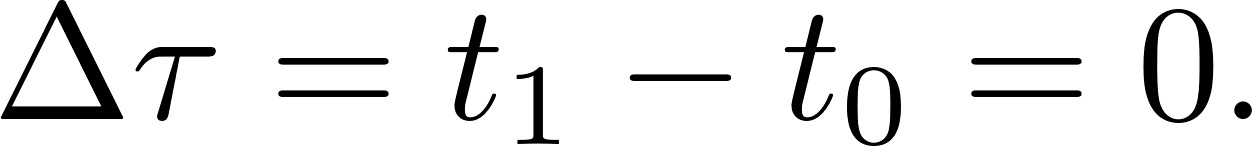 Δτ = t₁ − t₀ = 0.